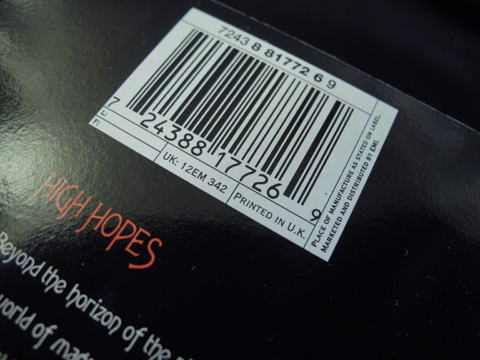 7243 8 81772 6 9
7 24388 17726 9
L:
F:
UK: 12EM 342
PRINTED IN U.K.
PLACE OF MANUFACTURE AS STATED ON LABEL.
MARKETED AND DISTRIBUTED BY EMI.
HIGH HOPES
Beyond the horizon of the
world of